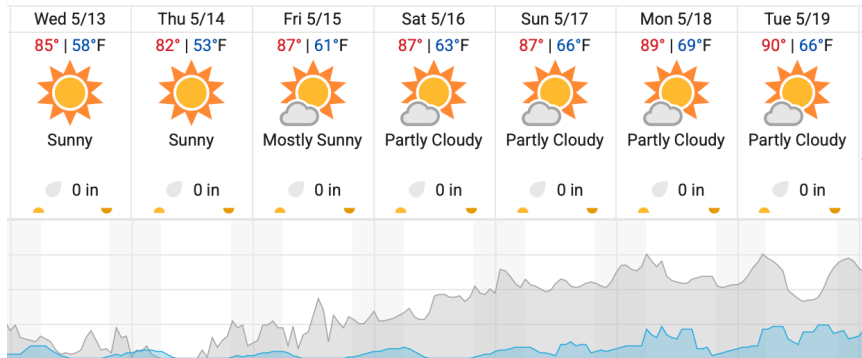 Wed 5/13 Thu 5/14 Fri 5/15 Sat 5/16 Sun 5/17 Mon 5/18 Tue 5/19
85° | 58°F 82° | 53°F 87° | 61°F 87° | 63°F 87° | 66°F 89° | 69°F 90° | 66°F
Sunny Sunny Mostly Sunny Partly Cloudy Partly Cloudy Partly Cloudy Partly Cloudy
0 in 0 in 0 in 0 in 0 in 0 in 0 in